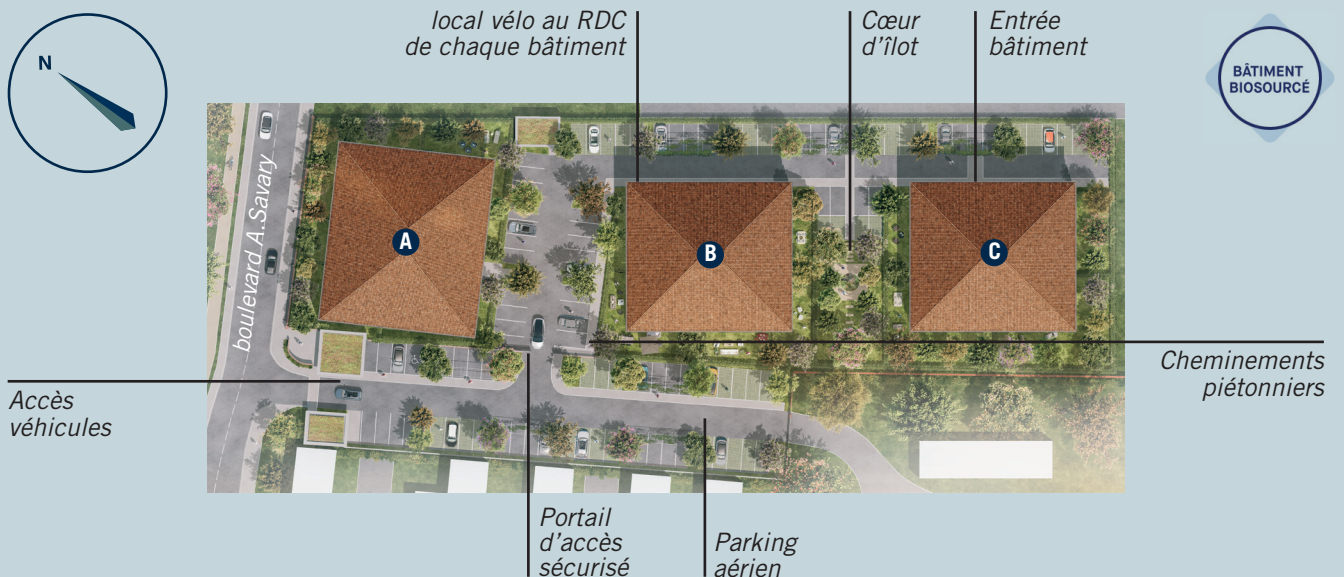 N
local vélo au RDC
de chaque bâtiment
Cœur
d’îlot
Entrée
bâtiment
BÂTIMENT
BIOSOURCÉ
boulevard A.Savary
A
B
C
Accès
véhicules
Cheminements
piétonniers
Portail
d’accès
sécurisé
Parking
aérien